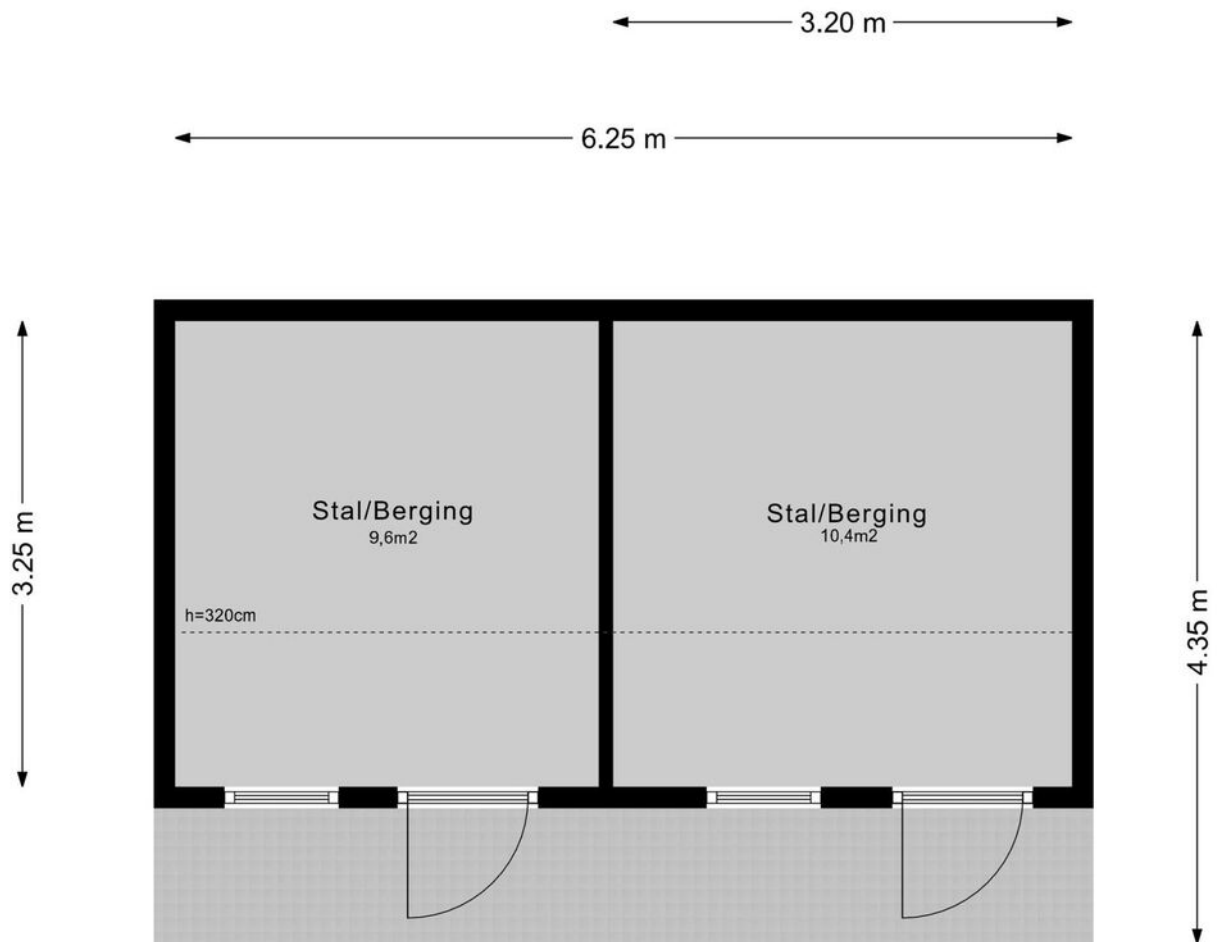 3.20 m
6.25 m
3.25 m
Stal/Berging
9,6m2
Stal/Berging
10,4m2
h=320cm
4.35 m